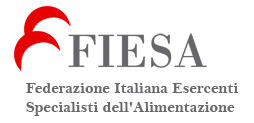 FIESA
Federazione Italiana Esercenti
Specialisti dell'Alimentazione